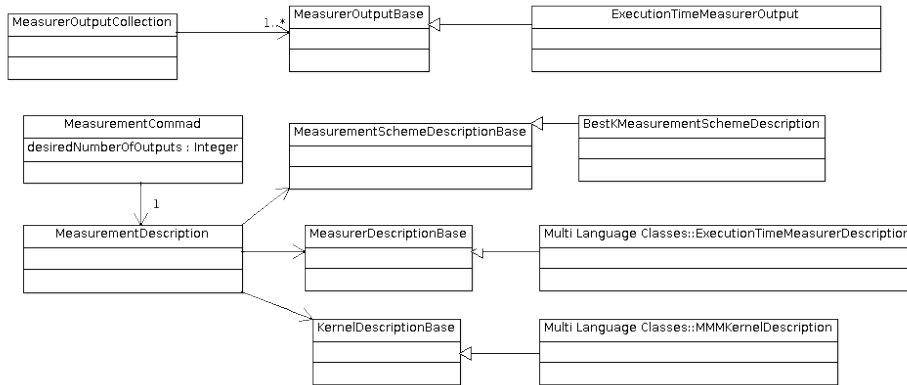 MeasurerOutputCollection
1..*
MeasurerOutputBase
ExecutionTimeMeasurerOutput
MeasurementCommad
desiredNumberOfOutputs : Integer
MeasurementSchemeDescriptionBase
BestKMeasurementSchemeDescription
1
MeasurementDescription
MeasurerDescriptionBase
Multi Language Classes::ExecutionTimeMeasurerDescription
KernelDescriptionBase
Multi Language Classes::MMMKernelDescription